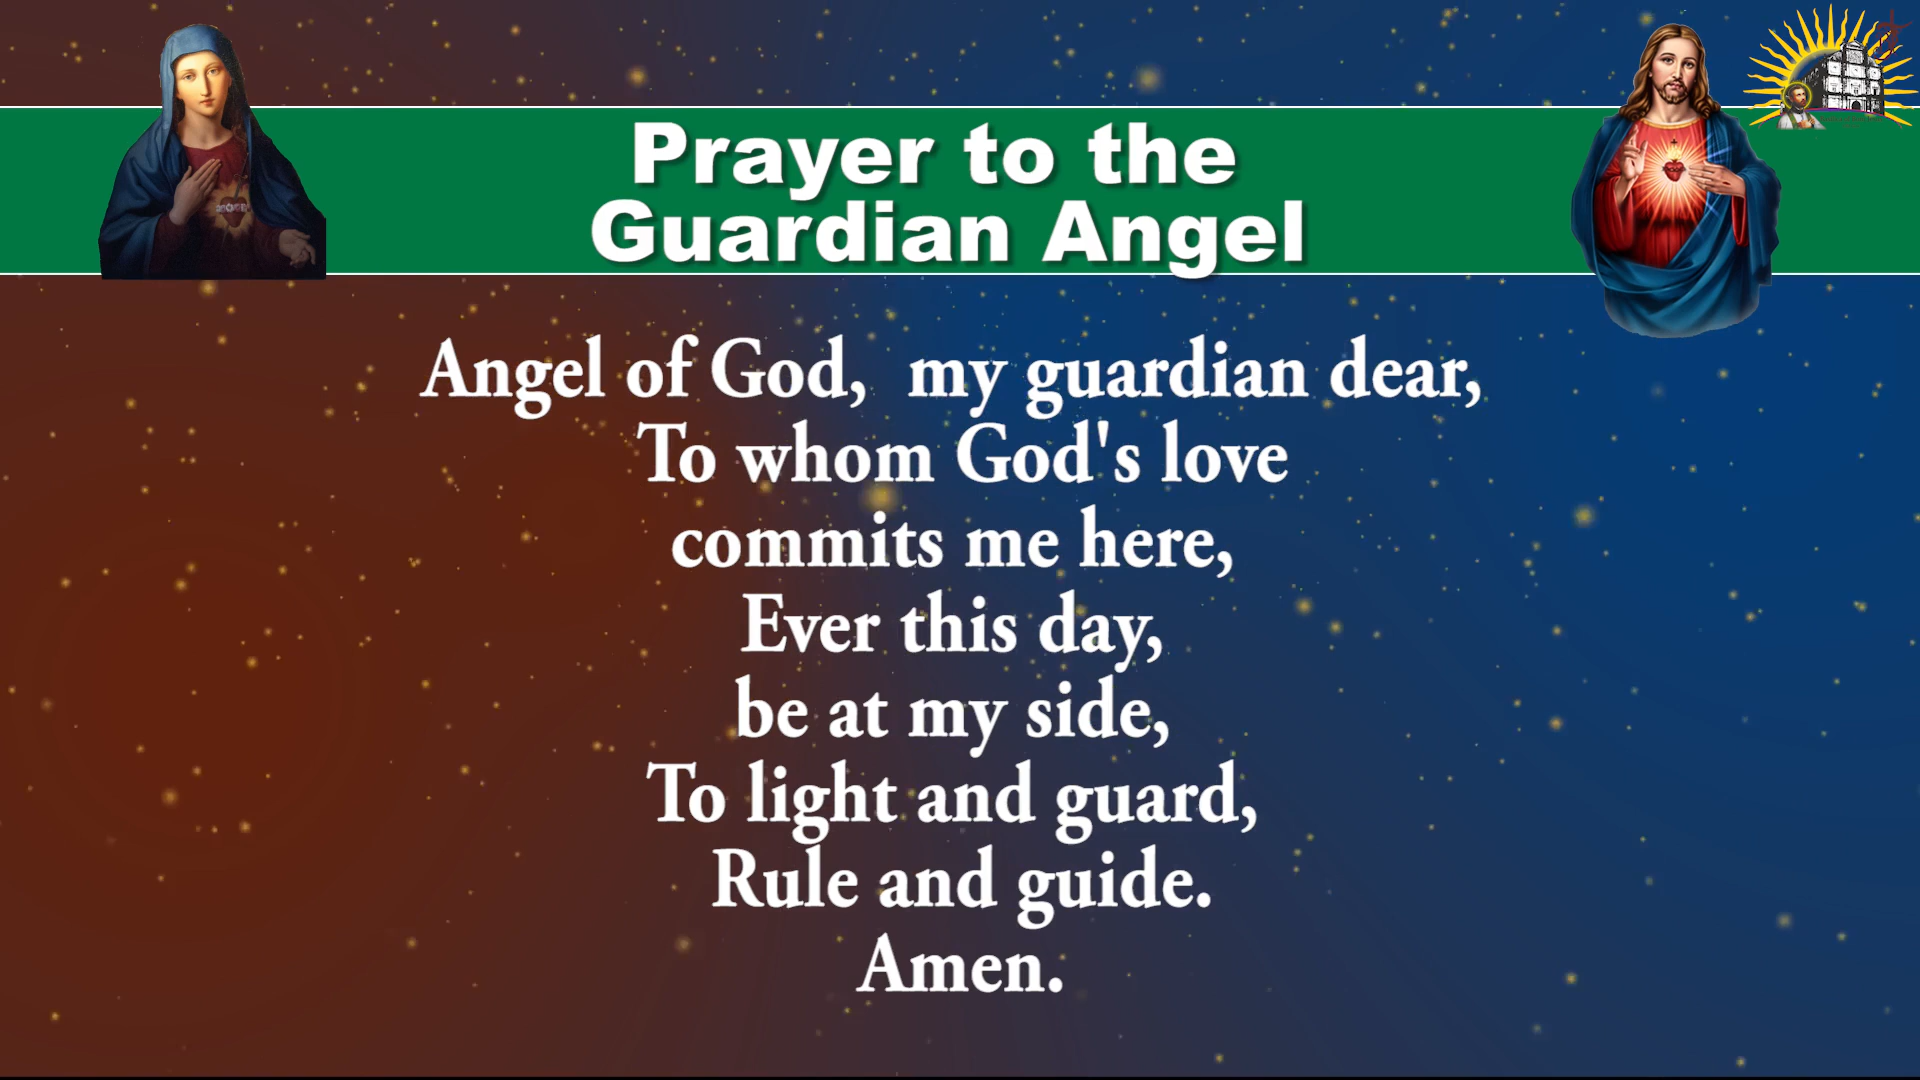 Prayer to the
Guardian Angel
Angel of God,  my guardian dear,
To whom God's love
commits me here,
Ever this day,
be at my side,
To light and guard,
Rule and guide.
Amen.